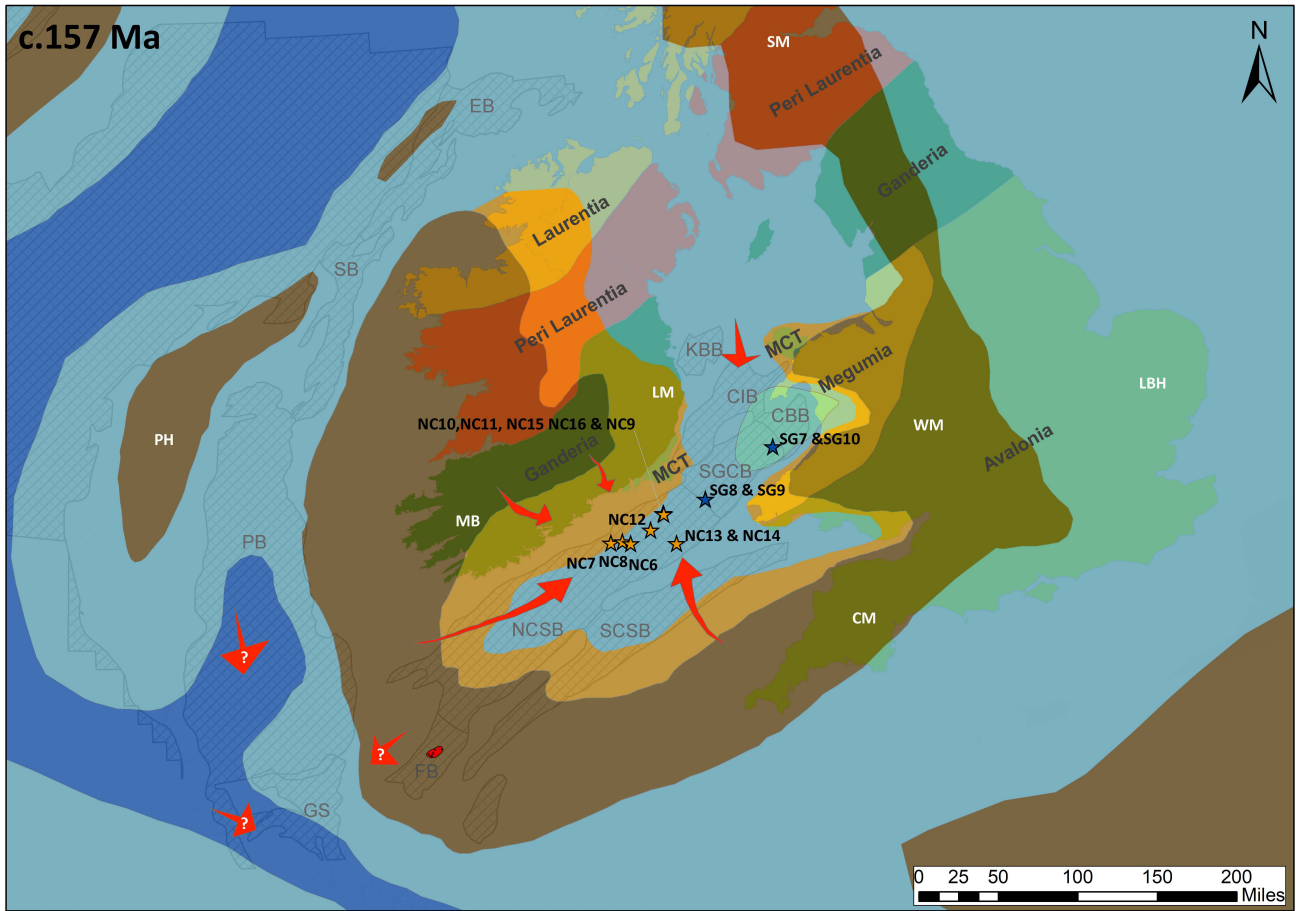 c.157 Ma
N
SM
Peri Laurentia
EB
Ganderia
Laurentia
SB
Peri Laurentia
KBB
MCT
Megumia
LBH
LM
CIB
CBB
PH
NC10,NC11, NC15 NC16 & NC9
WM
SG7 &SG10
Avalonia
Ganderia
MCT
SGCB
SG8 & SG9
MB
NC12
NC13 & NC14
PB
NC7 NC8 NC6
CM
NCSB
SCSB
?
?
FB
GS
?
0 25 50 100 150 200
Miles